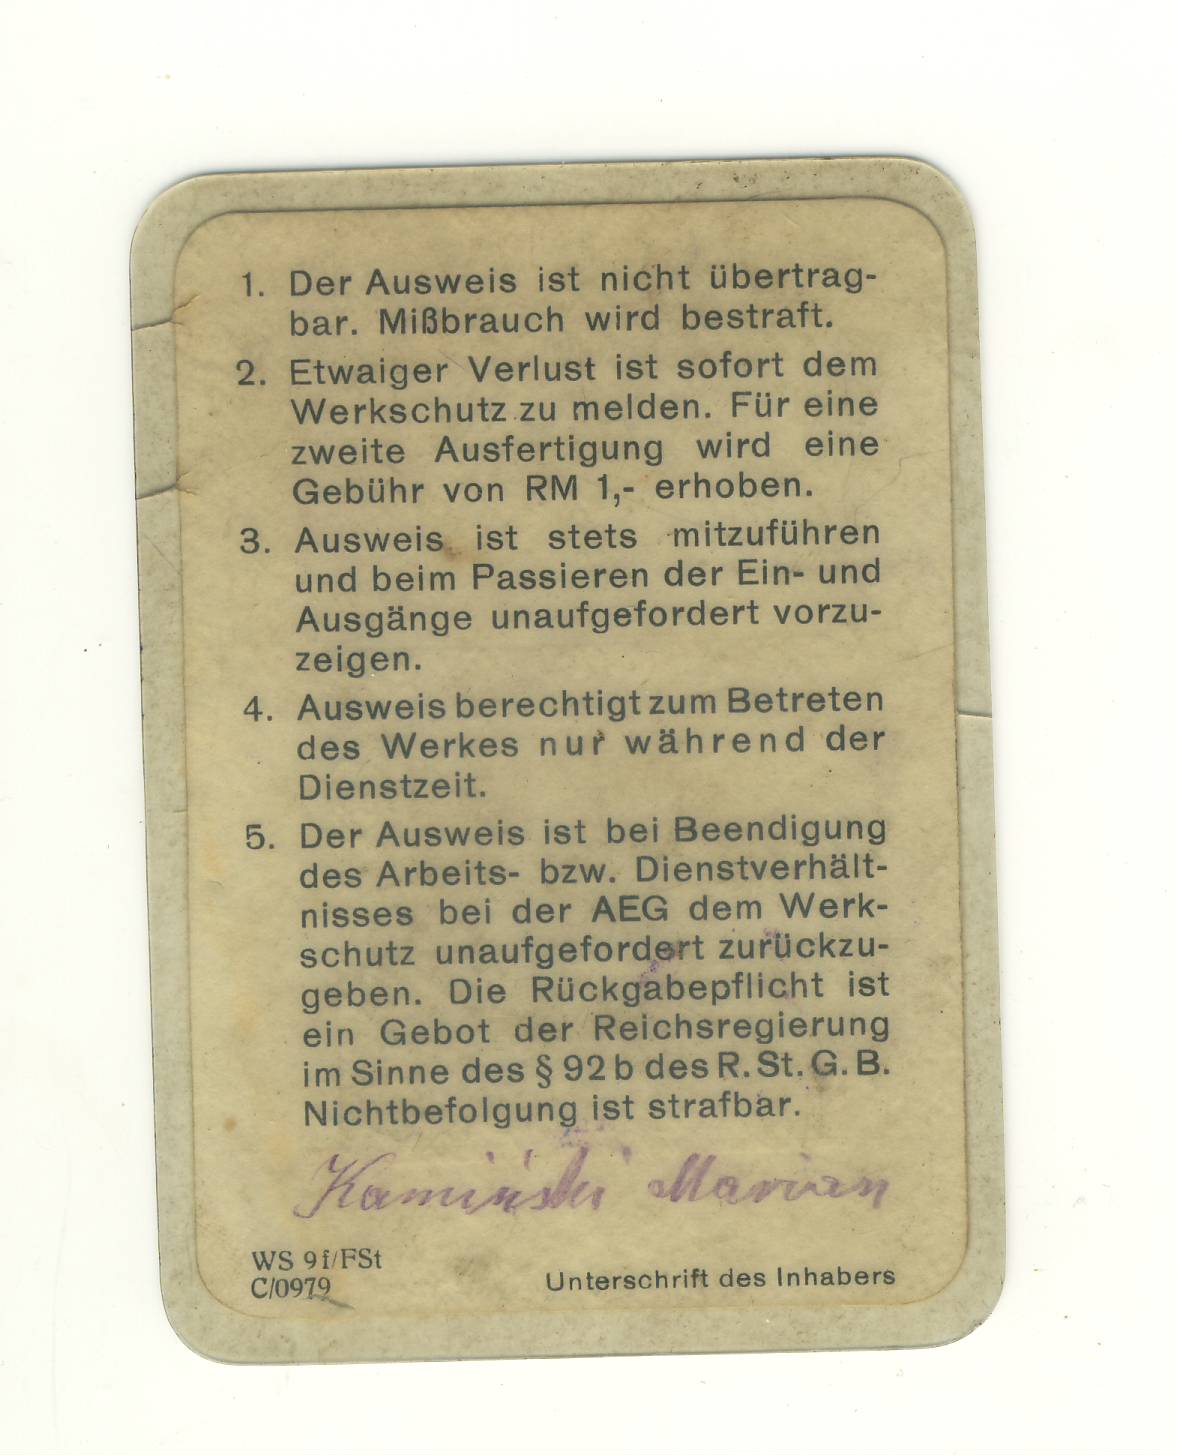 1. Der Ausweis ist nicht übertrag-
bar. Mißbrauch wird bestraft.
2. Etwaiger Verlust ist sofort dem
Werkschutz zu melden. Für eine
zweite Ausfertigung wird eine
Gebühr von RM 1,- erhoben.
3. Ausweis ist stets mitzuführen
und beim Passieren der Ein- und
Ausgänge unaufgefordert vorzu-
zeigen.
4. Ausweis berechtigt zum Betreten
des Werkes nur während der
Dienstzeit.
5. Der Ausweis ist bei Beendigung
des Arbeits- bzw. Dienstverhält-
nisses bei der AEG dem Werk-
schutz unaufgefordert zurückzu-
geben. Die Rückgabepflicht ist
ein Gebot der Reichsregierung
im Sinne des § 92 b des R. St. G. B.
Nichtbefolgung ist strafbar.
Kamiński Marian
WS 9 f/FSt
C/0979
Unterschrift des Inhabers